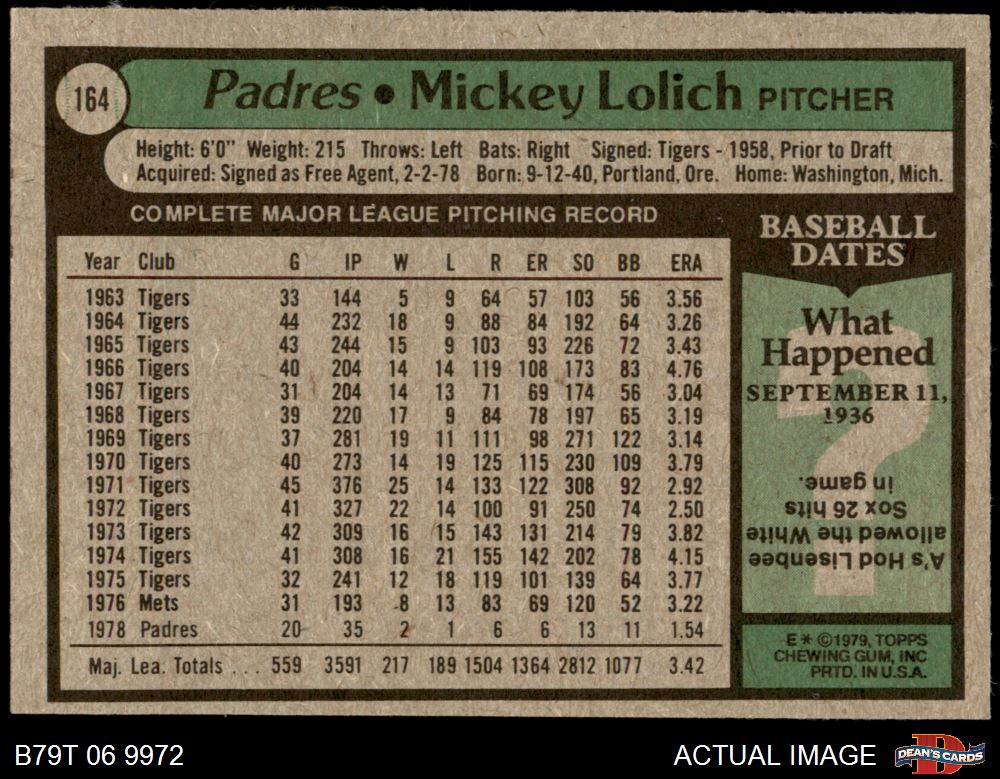 164
Padres • Mickey Lolich PITCHER
Height: 6'0" Weight: 215 Throws: Left Bats: Right Signed: Tigers - 1958, Prior to Draft
Acquired: Signed as Free Agent, 2-2-78 Born: 9-12-40, Portland, Ore. Home: Washington, Mich.
COMPLETE MAJOR LEAGUE PITCHING RECORD
Year Club G IP W L R ER SO BB ERA
1963 Tigers 33 144 5 9 64 57 103 56 3.56
1964 Tigers 44 232 18 9 88 84 192 64 3.26
1965 Tigers 43 244 15 9 103 93 226 72 3.43
1966 Tigers 40 204 14 14 119 108 173 83 4.76
1967 Tigers 31 204 14 13 71 69 174 56 3.04
1968 Tigers 39 220 17 9 84 78 197 65 3.19
1969 Tigers 37 281 19 11 111 98 271 122 3.14
1970 Tigers 40 273 14 19 125 115 230 109 3.79
1971 Tigers 45 376 25 14 133 122 308 92 2.92
1972 Tigers 41 327 22 14 100 91 250 74 2.50
1973 Tigers 42 309 16 15 143 131 214 79 3.82
1974 Tigers 41 308 16 21 155 142 202 78 4.15
1975 Tigers 32 241 12 18 119 101 139 64 3.77
1976 Mets 31 193 8 13 83 69 120 52 3.22
1978 Padres 20 35 2 1 6 6 13 11 1.54
Maj. Lea. Totals ... 559 3591 217 189 1504 1364 2812 1077 3.42
BASEBALL
DATES
What
Happened
SEPTEMBER 11,
1936
?
A's Hod Lisenbee
allowed the White
Sox 26 hits
in game.
E * ©1979, TOPPS
CHEWING GUM, INC
PRTD. IN U.S.A.
B79T 06 9972
ACTUAL IMAGE
DEAN'S CARDS